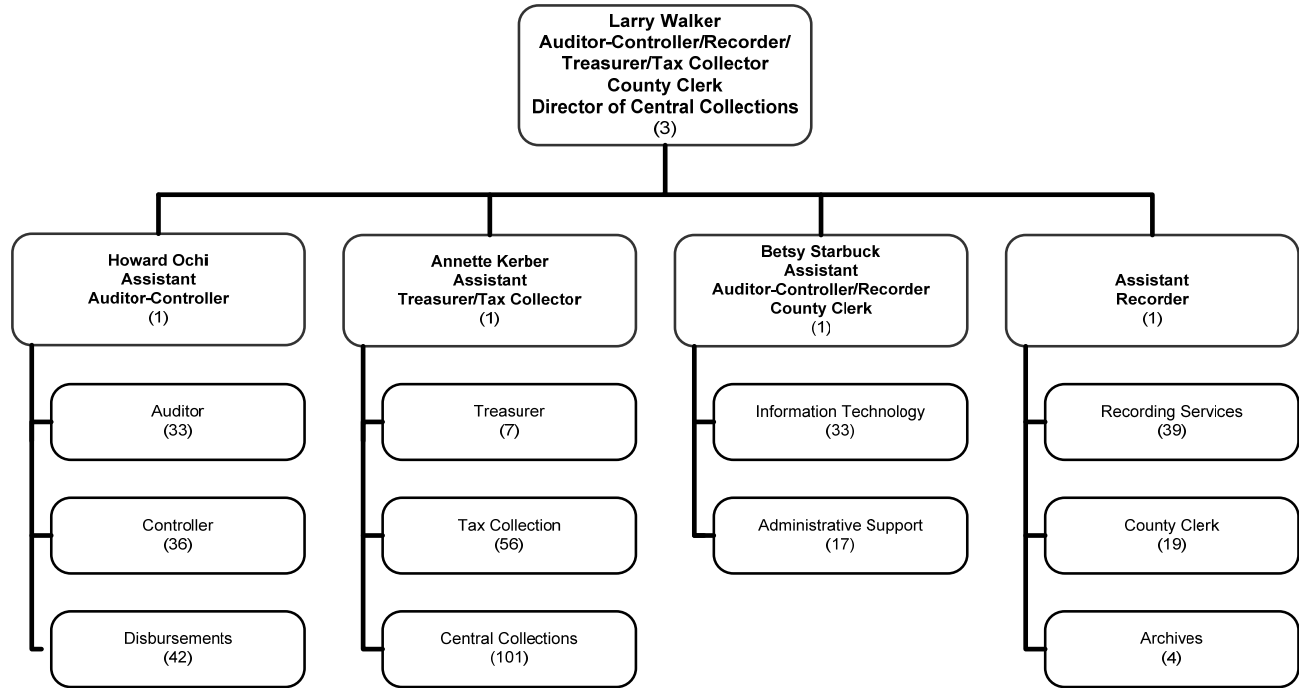 Larry Walker
Auditor-Controller/Recorder/
Treasurer/Tax Collector
County Clerk
Director of Central Collections
(3)
Howard Ochi
Assistant
Auditor-Controller
(1)
Auditor
(33)
Controller
(36)
Disbursements
(42)
Annette Kerber
Assistant
Treasurer/Tax Collector
(1)
Treasurer
(7)
Tax Collection
(56)
Central Collections
(101)
Betsy Starbuck
Assistant
Auditor-Controller/Recorder
County Clerk
(1)
Information Technology
(33)
Administrative Support
(17)
Assistant
Recorder
(1)
Recording Services
(39)
County Clerk
(19)
Archives
(4)